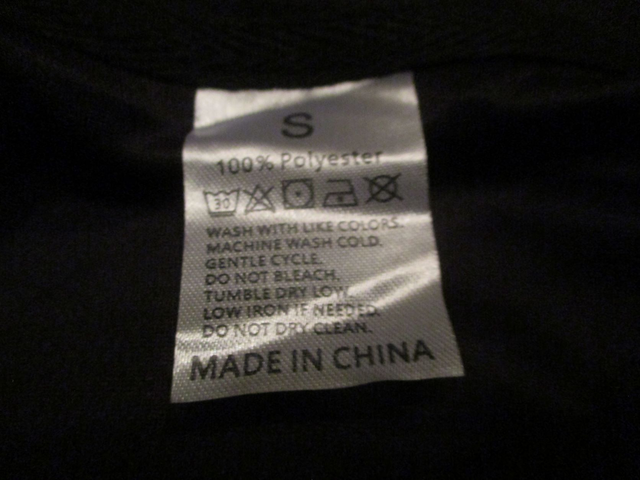 S
100% Polyester
30
WASH WITH LIKE COLORS.
MACHINE WASH COLD.
GENTLE CYCLE.
DO NOT BLEACH.
TUMBLE DRY LOW.
LOW IRON IF NEEDED.
DO NOT DRY CLEAN.
MADE IN CHINA